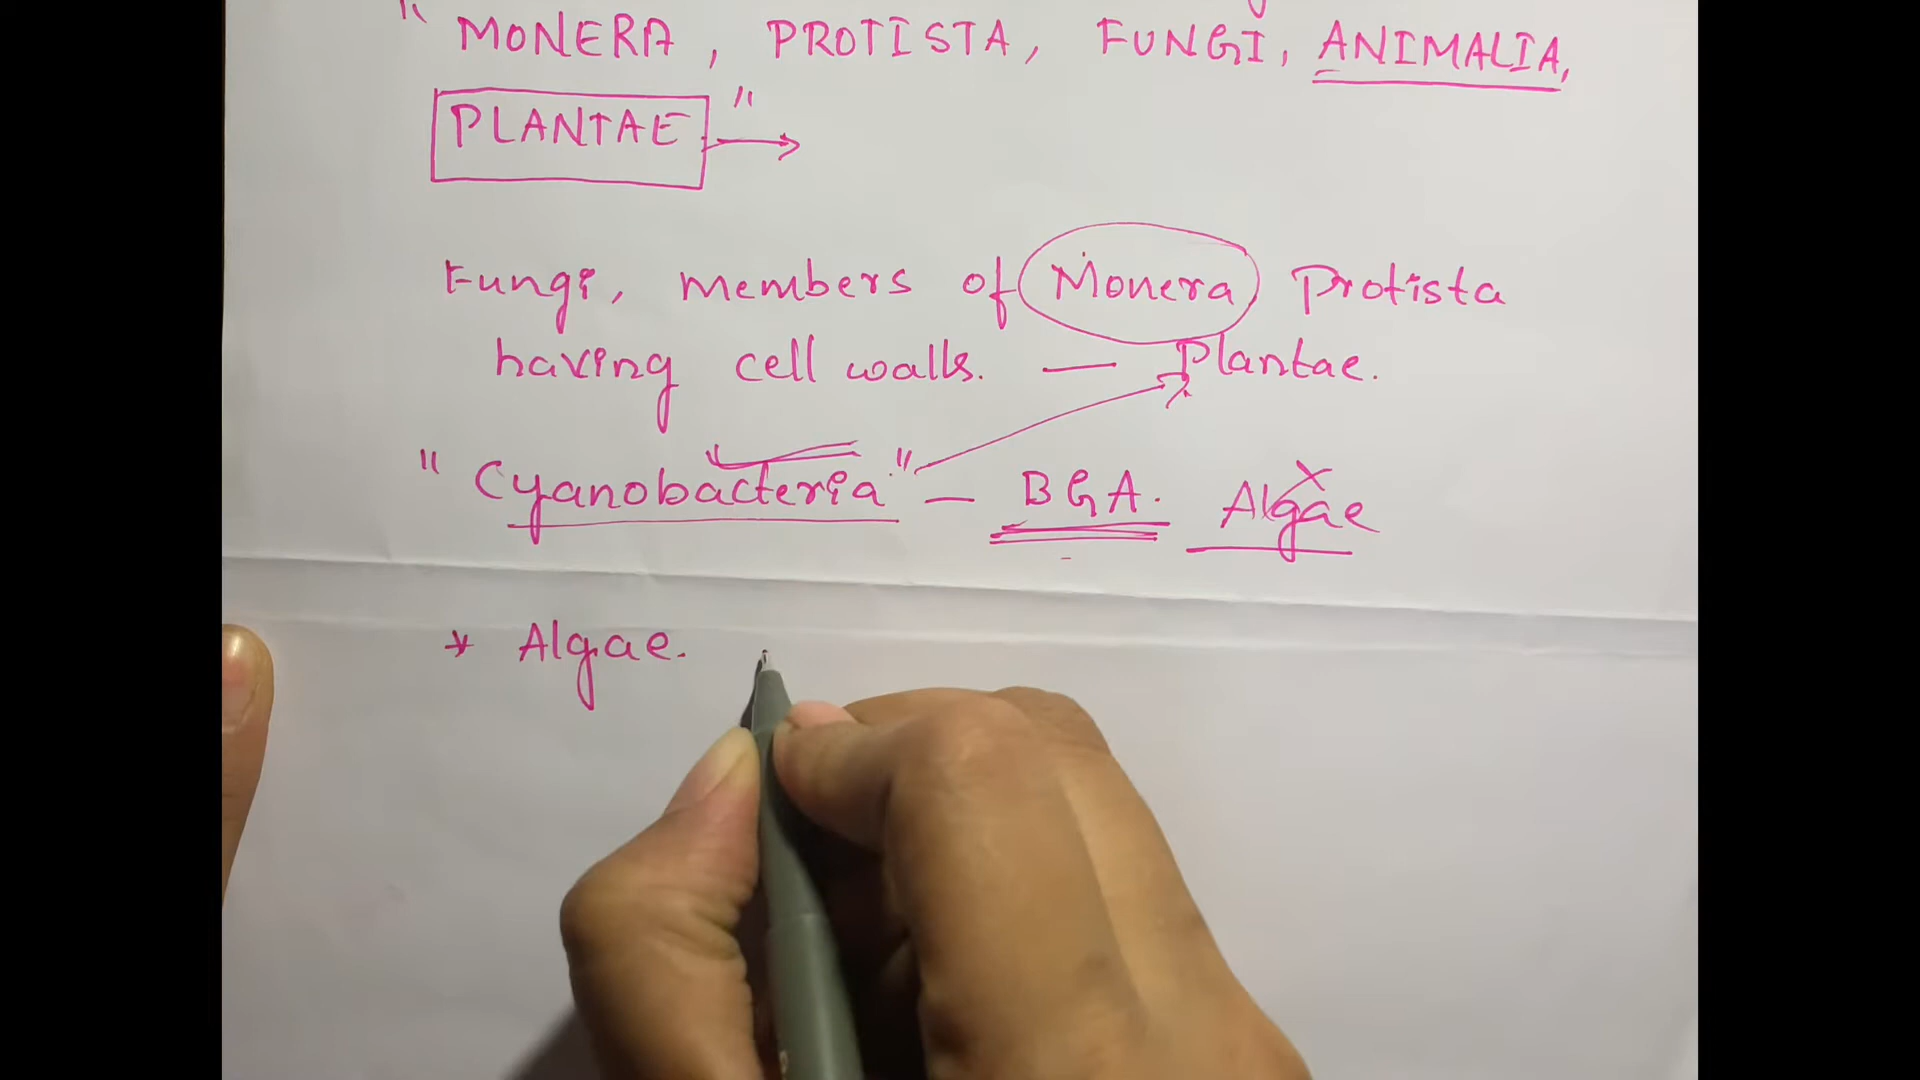 " MONERA, PROTISTA, FUNGI, ANIMALIA,
PLANTAE " →
Fungi, members of Monera Protista
having cell walls. — Plantae.
" Cyanobacteria " — BGA. Algae
* Algae.